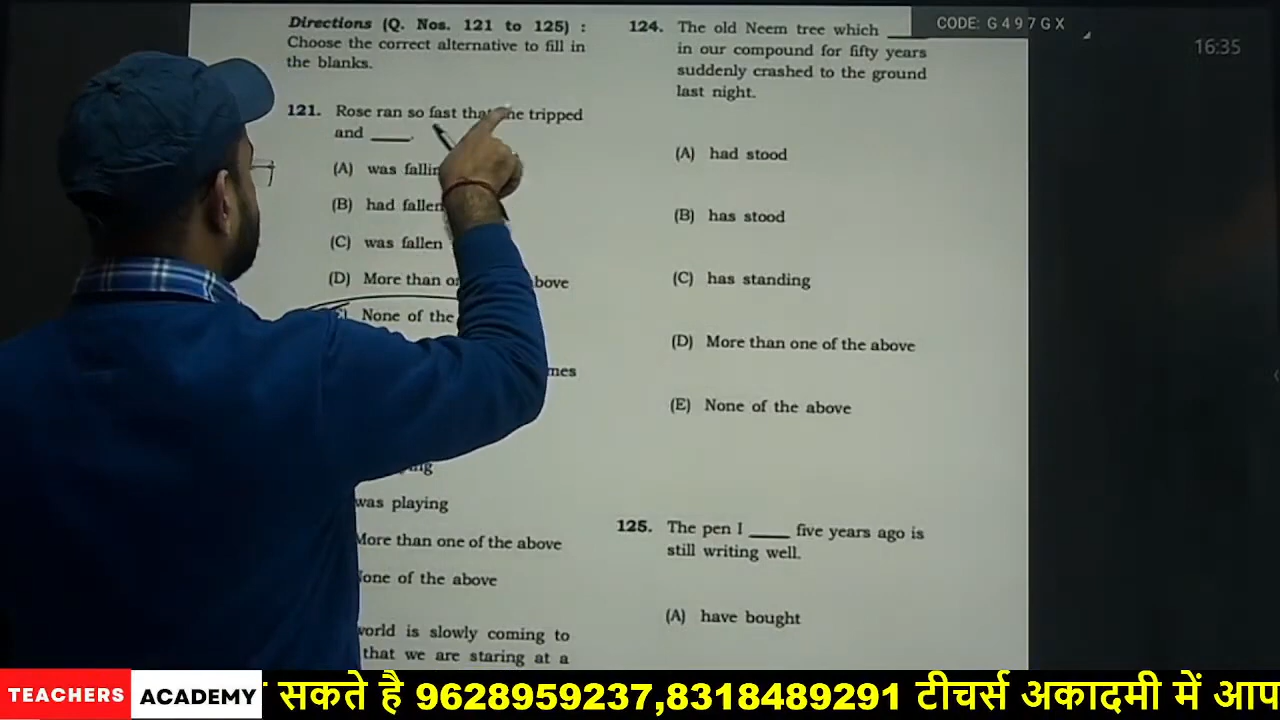 Directions (Q. Nos. 121 to 125) :
Choose the correct alternative to fill in
the blanks.
121. Rose ran so fast that tripped
and ____.
(A) was
(B) had
(C) was fallen
(D) More than
None of the
was playing
More than one of the above
None of the above
world is slowly coming to
that we are staring at a
124. The old Neem tree which ____
in our compound for fifty years
suddenly crashed to the ground
last night.
(A) had stood
(B) has stood
(C) has standing
(D) More than one of the above
(E) None of the above
125. The pen I ____ five years ago is
still writing well.
(A) have bought
CODE: G 4 9 7 G X
16:35
TEACHERS ACADEMY
सकते है 9628959237,8318489291 टीचर्स अकादमी में आप